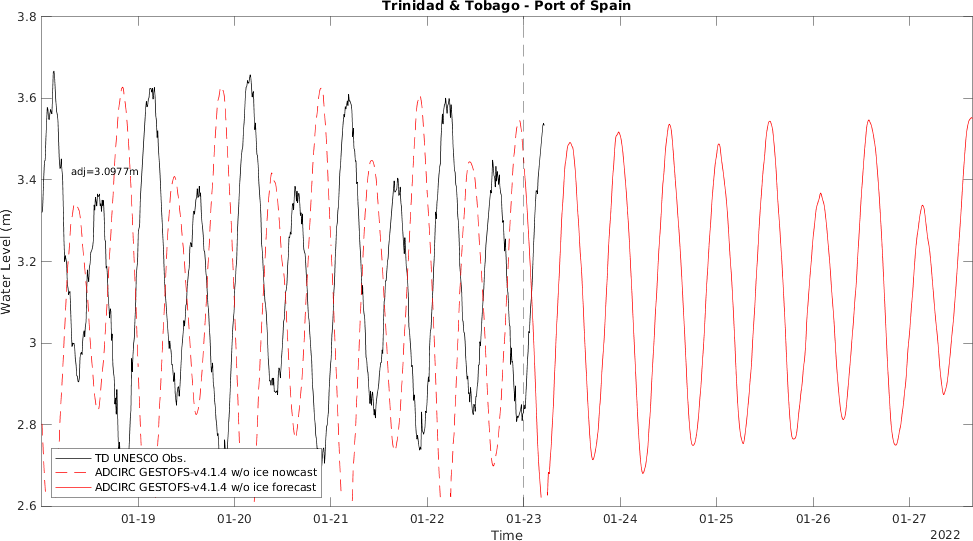 Trinidad & Tobago - Port of Spain
3.8
3.6
3.4
3.2
3
2.8
2.6
Water Level (m)
adj=3.0977m
TD UNESCO Obs.
ADCIRC GESTOFS-v4.1.4 w/o ice nowcast
ADCIRC GESTOFS-v4.1.4 w/o ice forecast
01-19 01-20 01-21 01-22 01-23 01-24 01-25 01-26 01-27
Time
2022